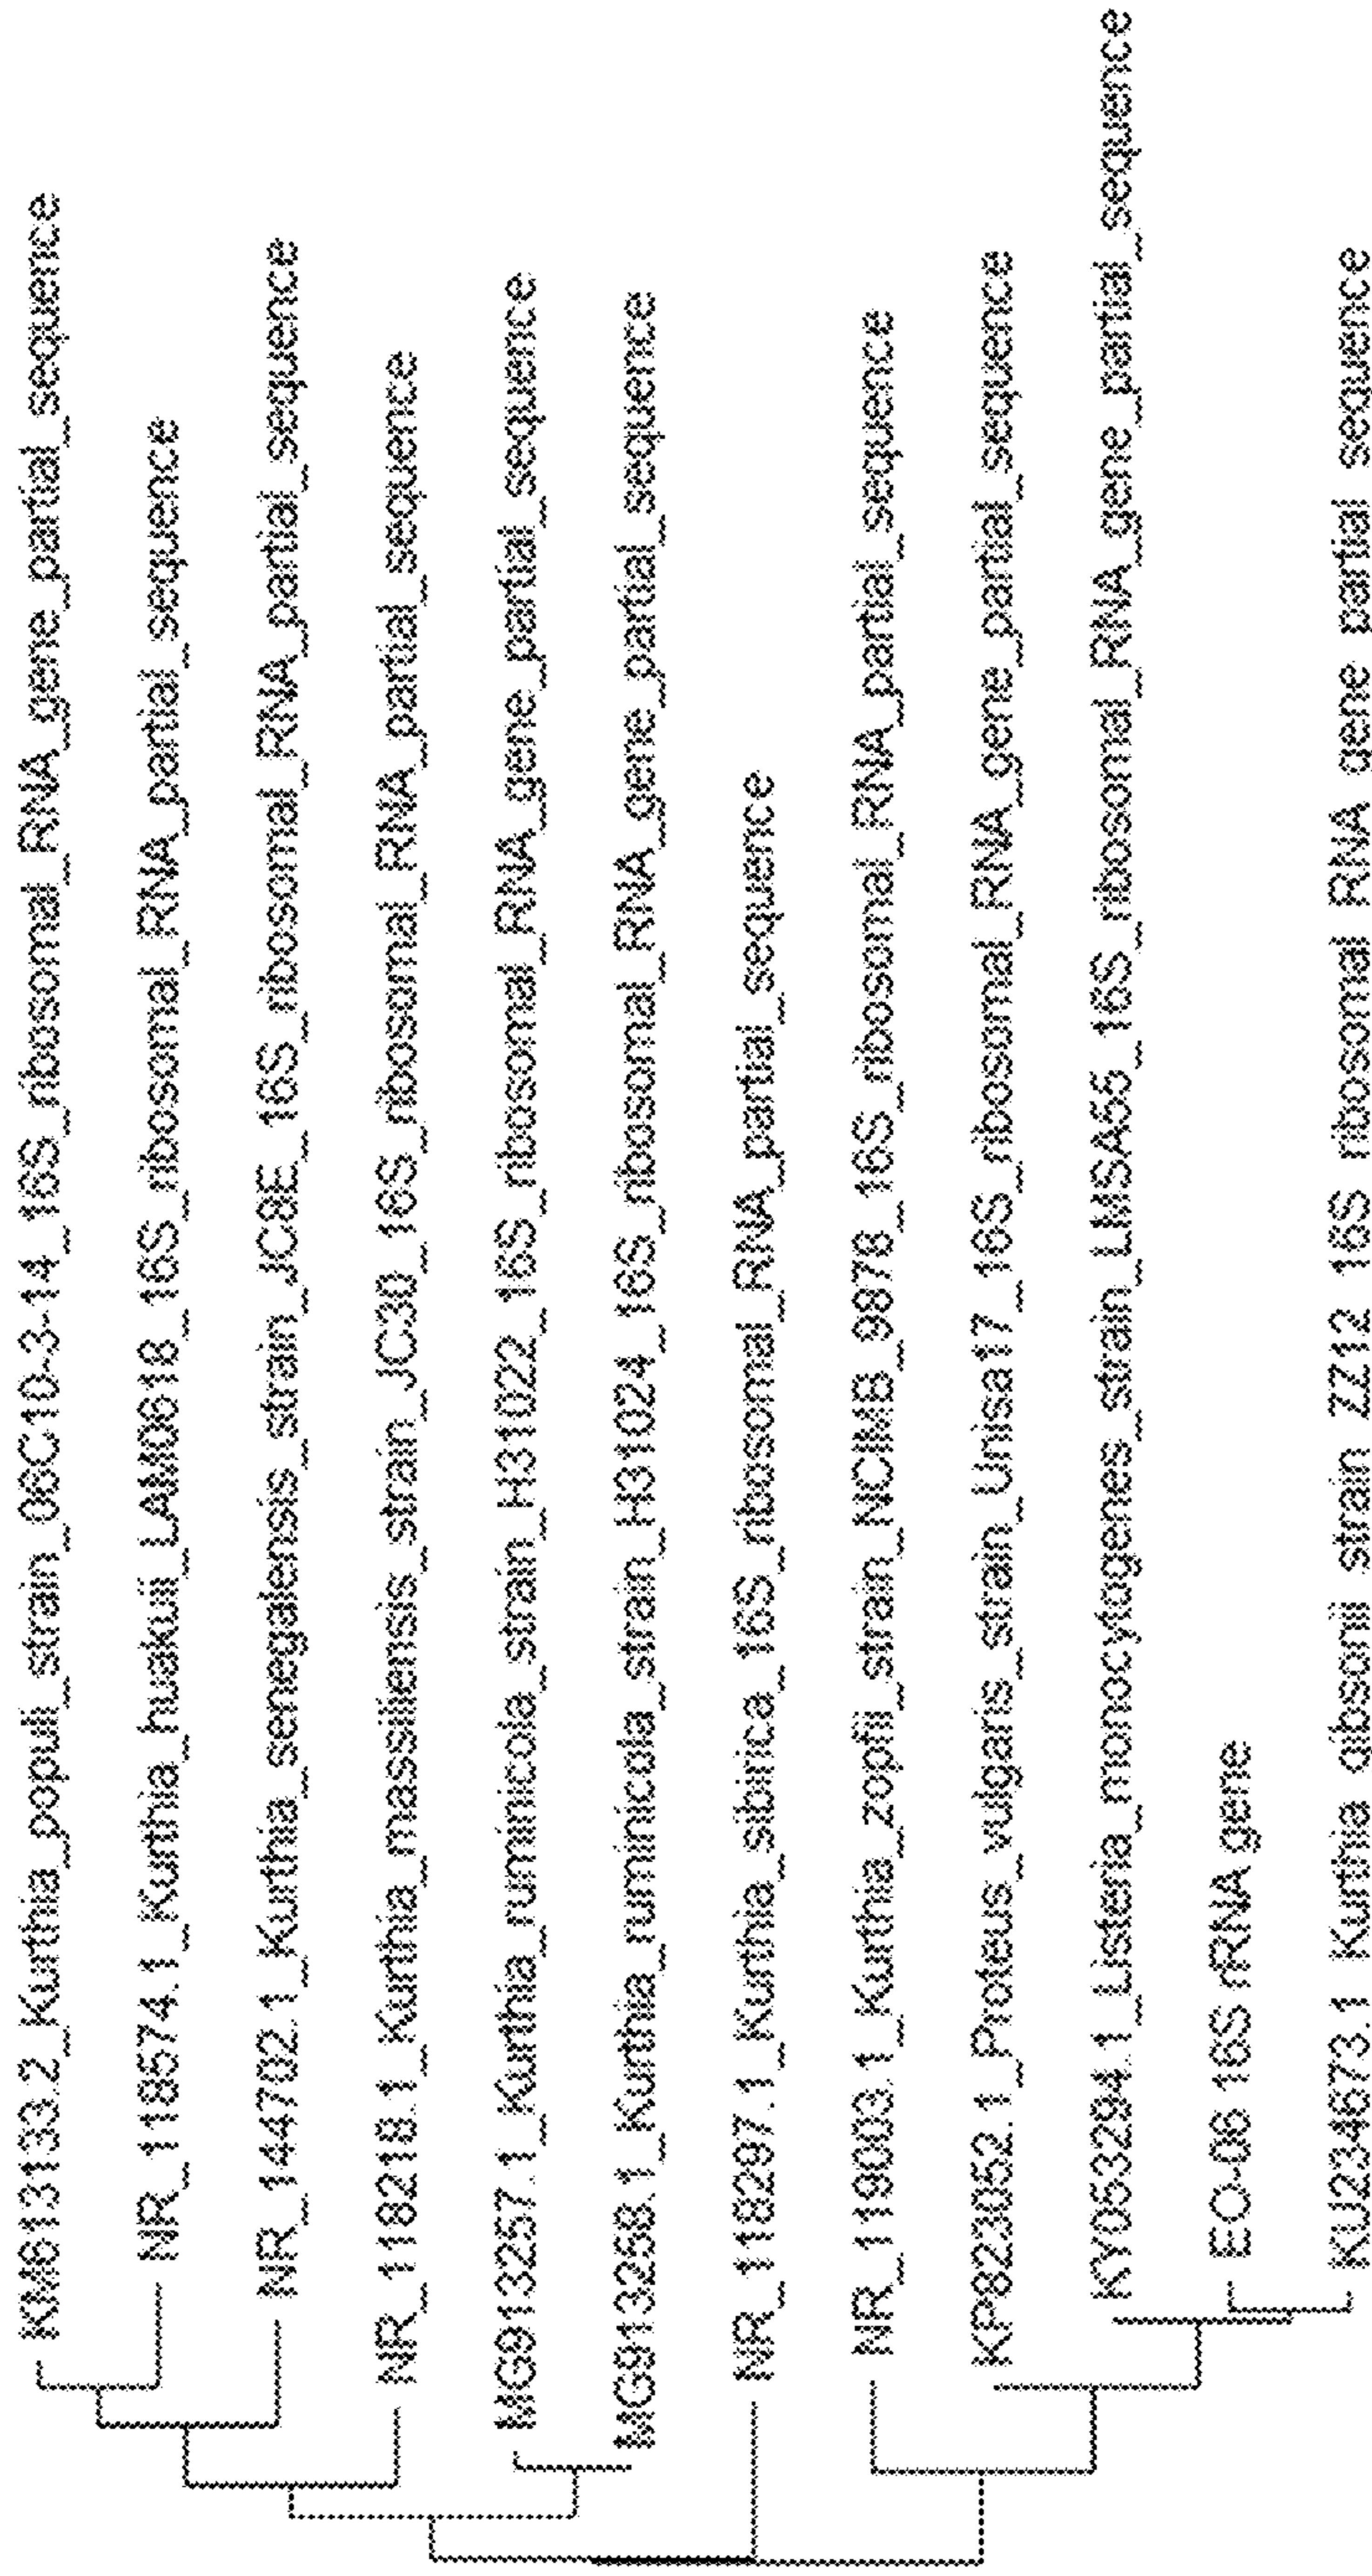 KM613133.2_Kurthia_populi_strain_06C10-3-14_16S_ribosomal_RNA_gene_partial_sequence
NR_118574.1_Kurthia_huakuii_LAM0618_16S_ribosomal_RNA_partial_sequence
NR_144702.1_Kurthia_senegalensis_strain_JC8E_16S_ribosomal_RNA_partial_sequence
NR_118218.1_Kurthia_massiliensis_strain_JC30_16S_ribosomal_RNA_partial_sequence
MG913257.1_Kurthia_ruminicola_strain_H31022_16S_ribosomal_RNA_gene_partial_sequence
MG913258.1_Kurthia_ruminicola_strain_H31024_16S_ribosomal_RNA_gene_partial_sequence
NR_118297.1_Kurthia_sibirica_16S_ribosomal_RNA_partial_sequence
NR_119003.1_Kurthia_zopfii_strain_NCIMB_9878_16S_ribosomal_RNA_partial_sequence
KP823052.1_Proteus_vulgaris_strain_Unisa17_16S_ribosomal_RNA_gene_partial_sequence
KY053294.1_Listeria_monocytogenes_strain_LMSA55_16S_ribosomal_RNA_gene_partial_sequence
EO-06 16S rRNA gene
KU234673.1 Kurthia gibsonii strain ZZ12 16S ribosomal RNA gene partial sequence